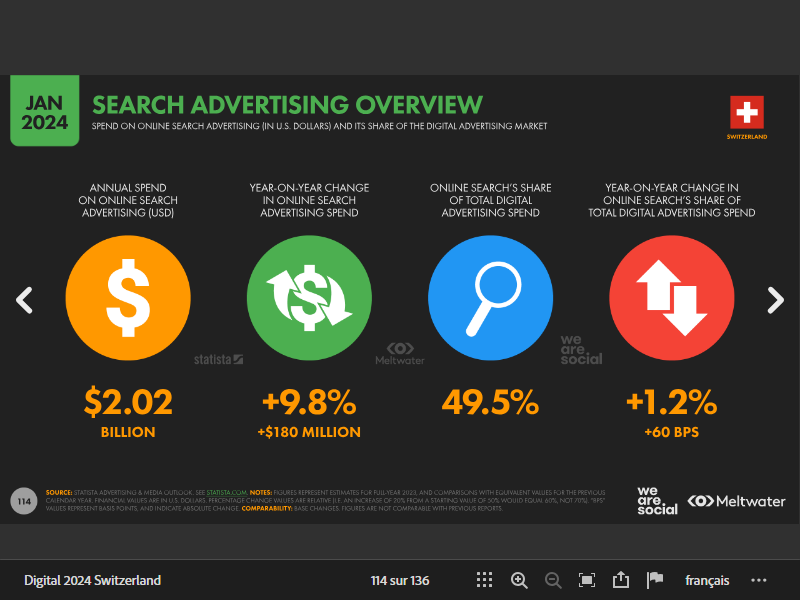 JAN
2024
SEARCH ADVERTISING OVERVIEW
SPEND ON ONLINE SEARCH ADVERTISING (IN U.S. DOLLARS) AND ITS SHARE OF THE DIGITAL ADVERTISING MARKET
SWITZERLAND
ANNUAL SPEND
ON ONLINE SEARCH
ADVERTISING (USD)
YEAR-ON-YEAR CHANGE
IN ONLINE SEARCH
ADVERTISING SPEND
ONLINE SEARCH'S SHARE
OF TOTAL DIGITAL
ADVERTISING SPEND
YEAR-ON-YEAR CHANGE IN
ONLINE SEARCH'S SHARE OF
TOTAL DIGITAL ADVERTISING SPEND
$
$
statista
Meltwater
we
are.
social
$2.02
BILLION
+9.8%
+$180 MILLION
49.5%
+1.2%
+60 BPS
114
SOURCE: STATISTA ADVERTISING & MEDIA OUTLOOK. SEE STATISTA.COM. NOTES: FIGURES REPRESENT ESTIMATES FOR FULL-YEAR 2023, AND COMPARISONS WITH EQUIVALENT VALUES FOR THE PREVIOUS
CALENDAR YEAR. FINANCIAL VALUES ARE IN U.S. DOLLARS. PERCENTAGE CHANGE VALUES ARE RELATIVE (I.E. AN INCREASE OF 20% FROM A STARTING VALUE OF 50% WOULD EQUAL 60%, NOT 70%). "BPS"
VALUES REPRESENT BASIS POINTS, AND INDICATE ABSOLUTE CHANGE. COMPARABILITY: BASE CHANGES. FIGURES ARE NOT COMPARABLE WITH PREVIOUS REPORTS.
we
are.
social
Meltwater
Digital 2024 Switzerland
114 sur 136
français